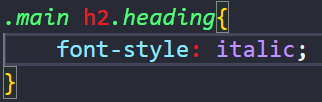 .main h2.heading{
    font-style: italic;
}